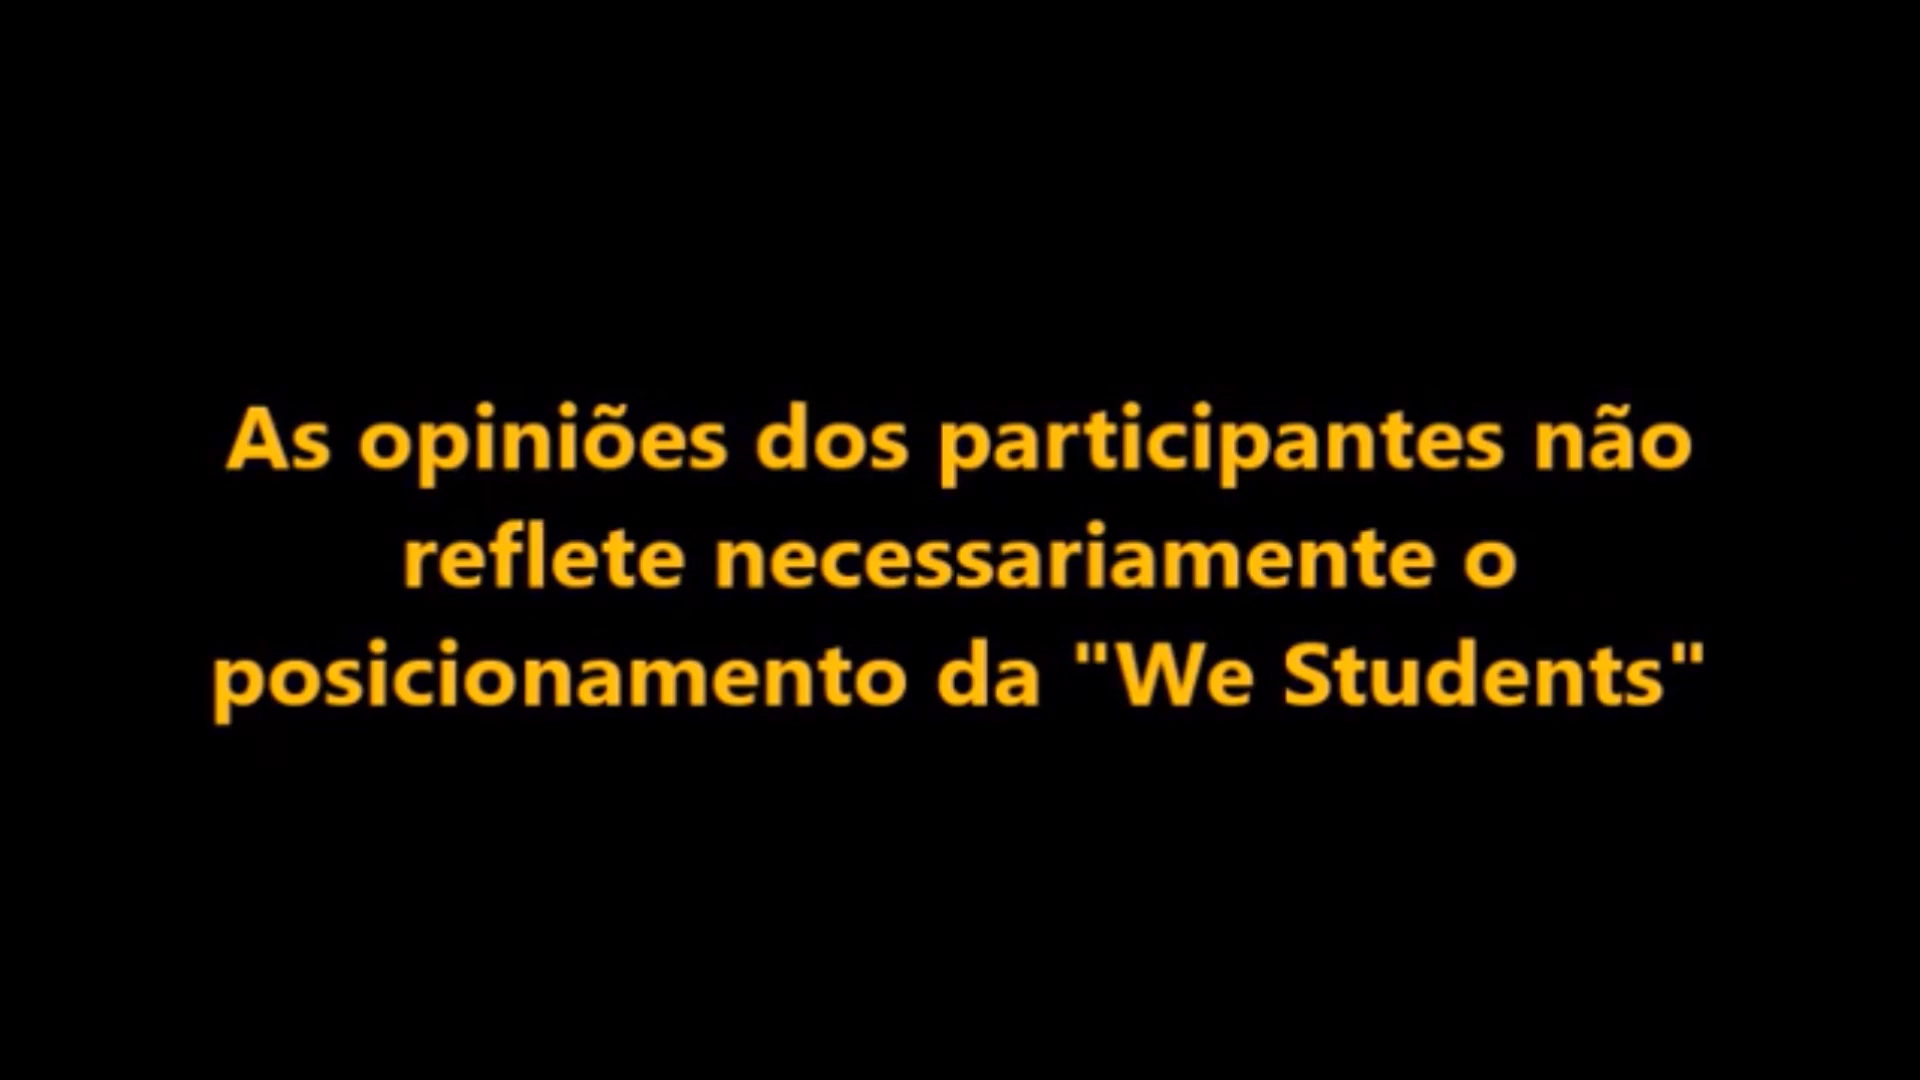 As opiniões dos participantes não
reflete necessariamente o
posicionamento da "We Students"